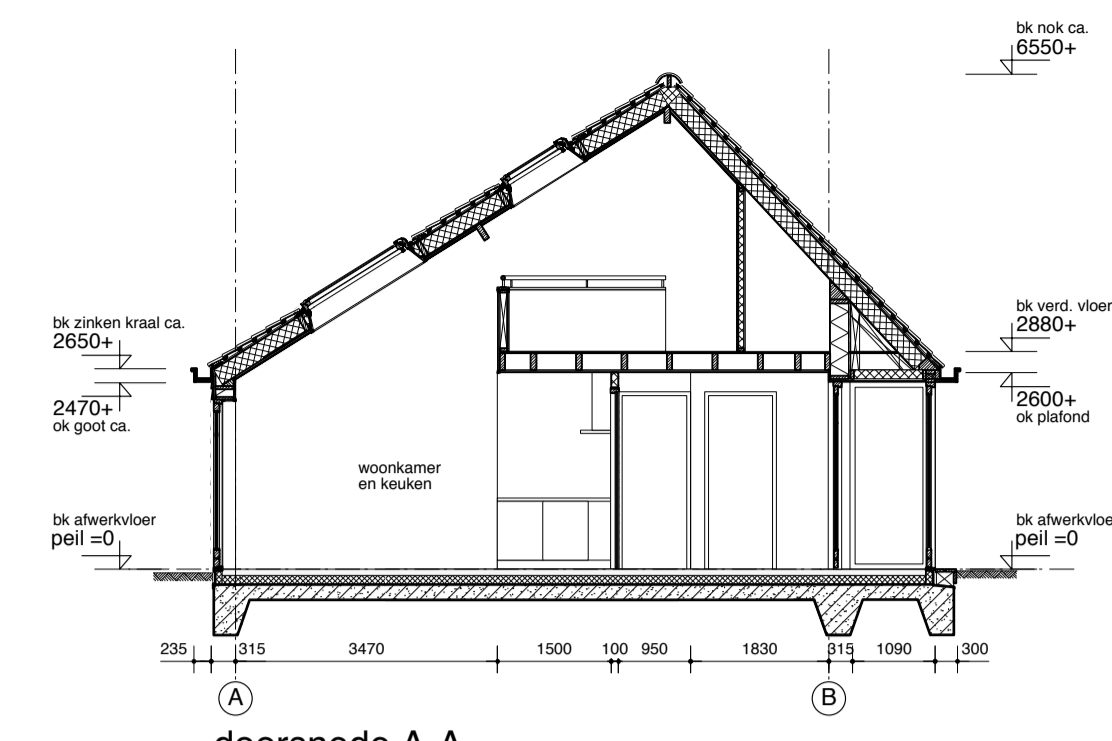 bk nok ca.
6550+
bk zinken kraal ca.
2650+
2470+
ok goot ca.
bk verd. vloer
2880+
2600+
ok plafond
woonkamer
en keuken
bk afwerkvloer
peil =0
bk afwerkvloe
peil =0
235 315 3470 1500 100 950 1830 315 1090 300
A B
doorsnede A-A